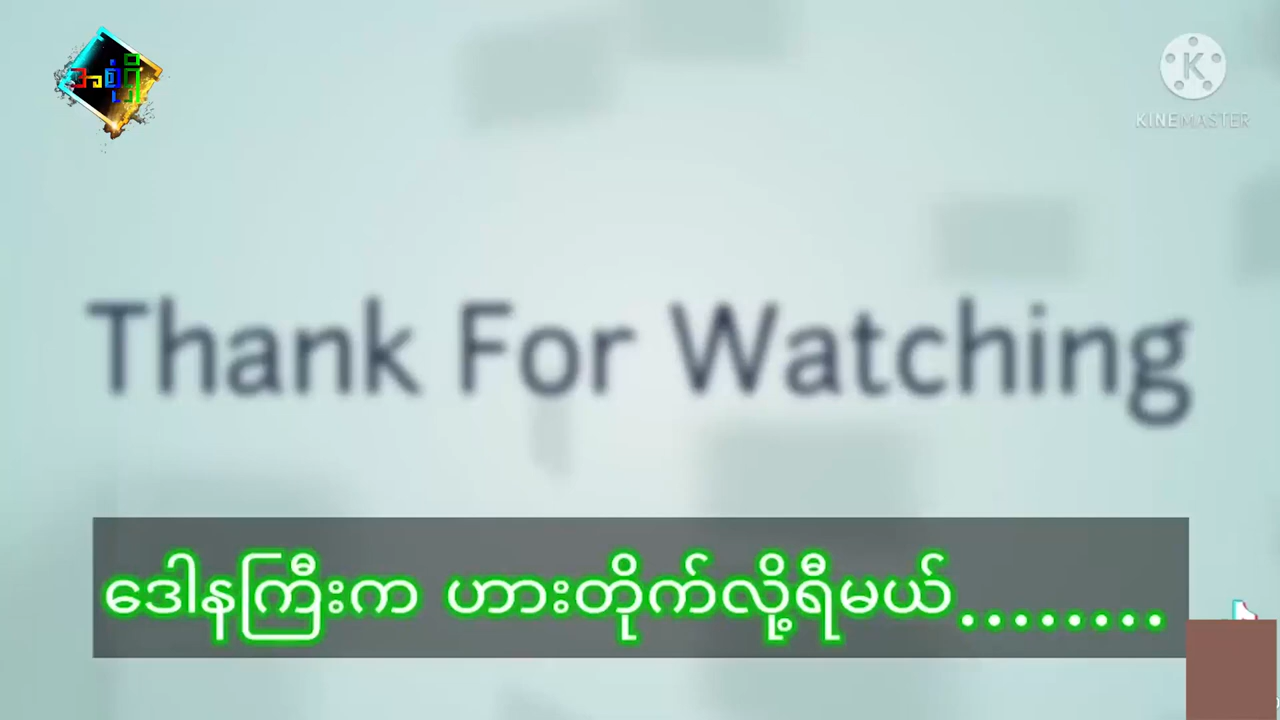 KINEMASTER
Thank For Watching
ဒေါနကြီးက ဟားတိုက်လို့ရီမယ်........